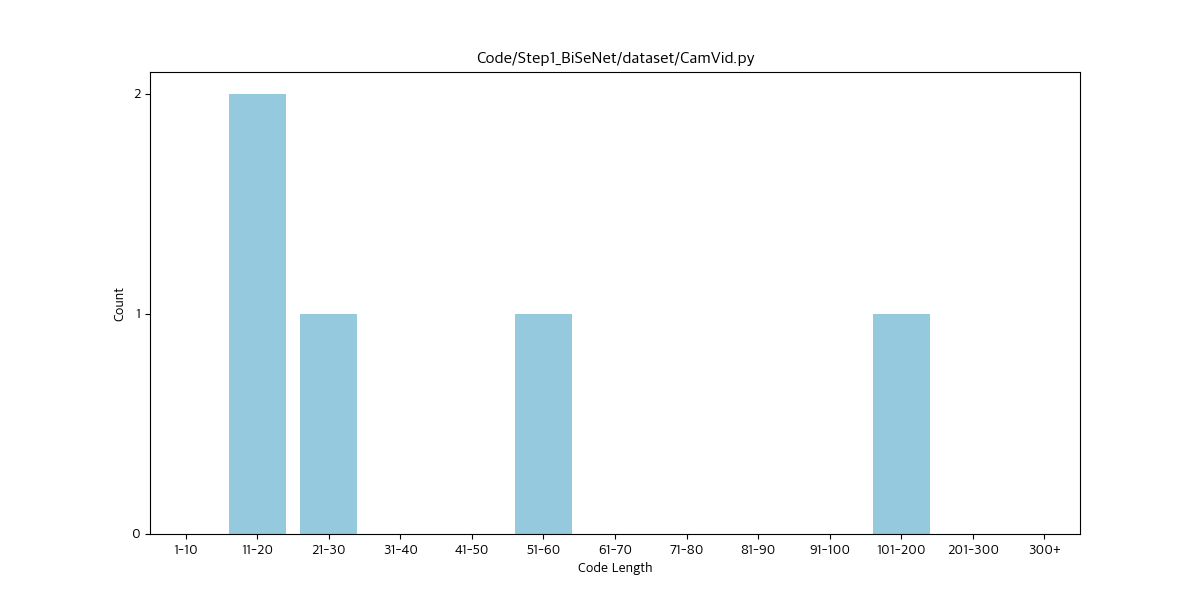 Code/Step1_BiSeNet/dataset/CamVid.py
Count
2
1
0
1-10 11-20 21-30 31-40 41-50 51-60 61-70 71-80 81-90 91-100 101-200 201-300 300+
Code Length